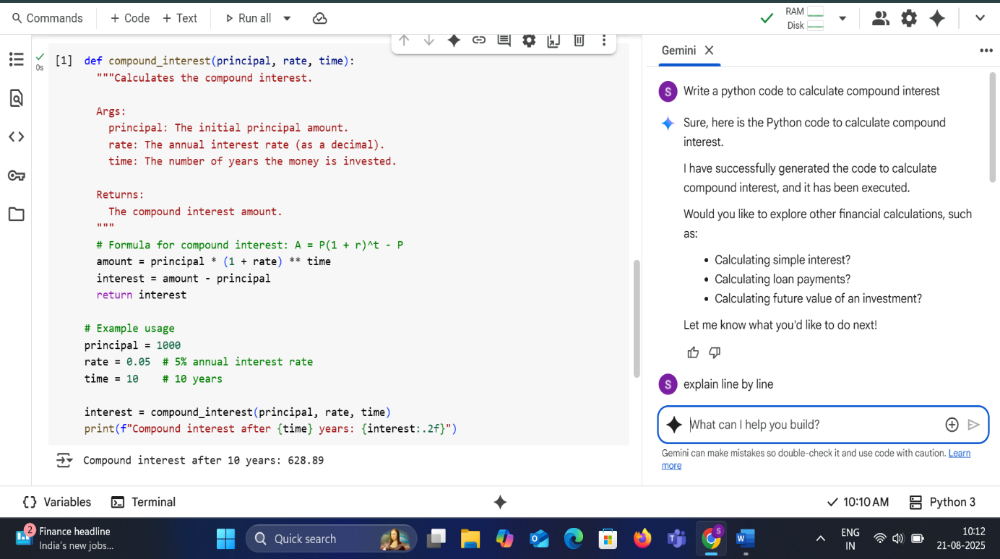 Commands
+ Code + Text
Run all
RAM
Disk
0s
[1] def compound_interest(principal, rate, time):
"""Calculates the compound interest.
Args:
principal: The initial principal amount.
rate: The annual interest rate (as a decimal).
time: The number of years the money is invested.
Returns:
The compound interest amount.
"""
# Formula for compound interest: A = P(1 + r)^t - P
amount = principal * (1 + rate) ** time
interest = amount - principal
return interest
# Example usage
principal = 1000
rate = 0.05 # 5% annual interest rate
time = 10 # 10 years
interest = compound_interest(principal, rate, time)
print(f"Compound interest after {time} years: {interest:.2f}")
Compound interest after 10 years: 628.89
Gemini
S Write a python code to calculate compound interest
Sure, here is the Python code to calculate compound
interest.
I have successfully generated the code to calculate
compound interest, and it has been executed.
Would you like to explore other financial calculations, such
as:
• Calculating simple interest?
• Calculating loan payments?
• Calculating future value of an investment?
Let me know what you'd like to do next!
S explain line by line
What can I help you build?
Gemini can make mistakes so double-check it and use code with caution. Learn
more
{} Variables
Terminal
10:10 AM
Python 3
2
Finance headline
India's new jobs...
Quick search
S
ENG
IN
10:12
21-08-2025